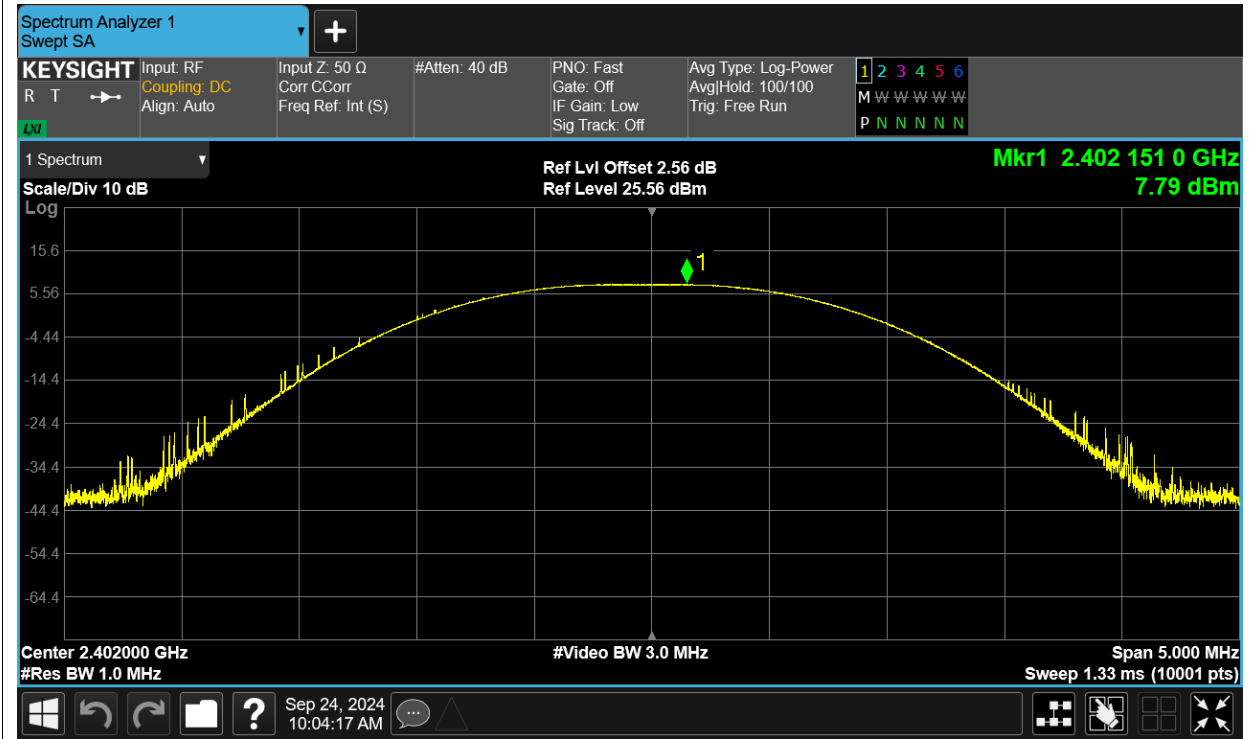 Spectrum Analyzer 1
Swept SA
KEYSIGHT
R T
LXI
Input: RF
Coupling: DC
Align: Auto
Input Z: 50 Ω
Corr CCorr
Freq Ref: Int (S)
#Atten: 40 dB
PNO: Fast
Gate: Off
IF Gain: Low
Sig Track: Off
Avg Type: Log-Power
Avg|Hold: 100/100
Trig: Free Run
1 2 3 4 5 6
M W W W W W
P N N N N N
1 Spectrum
Scale/Div 10 dB
Log
Ref Lvl Offset 2.56 dB
Ref Level 25.56 dBm
Mkr1 2.402 151 0 GHz
7.79 dBm
1
15.6
5.56
-4.44
-14.4
-24.4
-34.4
-44.4
-54.4
-64.4
Center 2.402000 GHz
#Res BW 1.0 MHz
#Video BW 3.0 MHz
Span 5.000 MHz
Sweep 1.33 ms (10001 pts)
?
Sep 24, 2024
10:04:17 AM